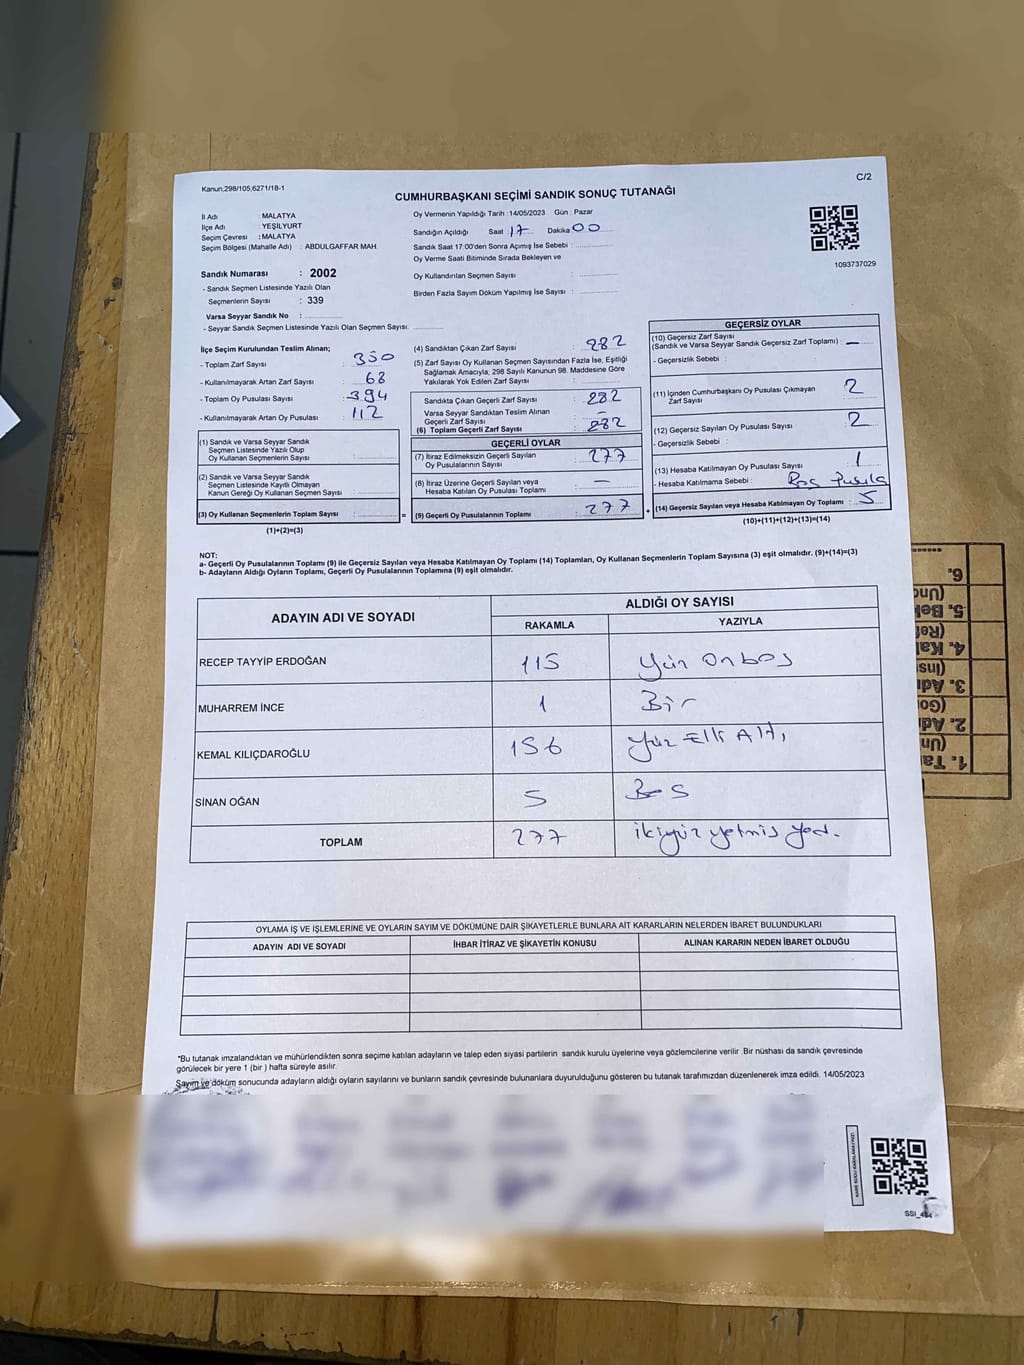 Kanun;298/105;6271/18-1
C/2
CUMHURBAŞKANI SEÇİMİ SANDIK SONUÇ TUTANAĞI
İl Adı : MALATYA
İlçe Adı : YEŞİLYURT
Seçim Çevresi : MALATYA
Seçim Bölgesi (Mahalle Adı) : ABDULGAFFAR MAH.
Sandık Numarası : 2002
- Sandık Seçmen Listesinde Yazılı Olan
Seçmenlerin Sayısı : 339
Varsa Seyyar Sandık No :
- Seyyar Sandık Seçmen Listesinde Yazılı Olan Seçmen Sayısı:
Oy Vermenin Yapıldığı Tarih : 14/05/2023 Gün : Pazar
Sandığın Açıldığı Saat : 17 Dakika 00
Sandık Saat 17:00'den Sonra Açımış İse Sebebi :
Oy Verme Saati Bitiminde Sırada Bekleyen ve
Oy Kullandırılan Seçmen Sayısı :
Birden Fazla Sayım Döküm Yapılmış İse Sayısı :
1093737029
İlçe Seçim Kurulundan Teslim Alınan;
- Toplam Zarf Sayısı : 350
- Kullanılmayarak Artan Zarf Sayısı : 68
- Toplam Oy Pusulası Sayısı : 394
- Kullanılmayarak Artan Oy Pusulası : 112
(1) Sandık ve Varsa Seyyar Sandık
Seçmen Listesinde Yazılı Olup
Oy Kullanan Seçmenlerin Sayısı :
(2) Sandık ve Varsa Seyyar Sandık
Seçmen Listesinde Kayıtlı Olmayan
Kanun Gereği Oy Kullanan Seçmen Sayısı :
(3) Oy Kullanan Seçmenlerin Toplam Sayısı : =
(1)+(2)=(3)
(4) Sandıktan Çıkan Zarf Sayısı : 282
(5) Zarf Sayısı Oy Kullanan Seçmen Sayısından Fazla İse, Eşitliği
Sağlamak Amacıyla; 298 Sayılı Kanunun 98. Maddesine Göre
Yakılarak Yok Edilen Zarf Sayısı :
Sandıkta Çıkan Geçerli Zarf Sayısı : 282
Varsa Seyyar Sandıktan Teslim Alınan
Geçerli Zarf Sayısı : –
(6) Toplam Geçerli Zarf Sayısı : 282
GEÇERLİ OYLAR
(7) İtiraz Edilmeksizin Geçerli Sayılan
Oy Pusulalarının Sayısı : 277
(8) İtiraz Üzerine Geçerli Sayılan veya
Hesaba Katılan Oy Pusulası Toplamı : —
(9) Geçerli Oy Pusulalarının Toplamı : 277 +
GEÇERSİZ OYLAR
(10) Geçersiz Zarf Sayısı
(Sandık ve Varsa Seyyar Sandık Geçersiz Zarf Toplamı) : —
- Geçersizlik Sebebi :
(11) İçinden Cumhurbaşkanı Oy Pusulası Çıkmayan
Zarf Sayısı : 2
(12) Geçersiz Sayılan Oy Pusulası Sayısı : 2
- Geçersizlik Sebebi :
(13) Hesaba Katılmayan Oy Pusulası Sayısı : 1
- Hesaba Katılmama Sebebi : Boş Pusula
(14) Geçersiz Sayılan veya Hesaba Katılmayan Oy Toplamı : 5
(10)+(11)+(12)+(13)=(14)
NOT:
a- Geçerli Oy Pusulalarının Toplamı (9) ile Geçersiz Sayılan veya Hesaba Katılmayan Oy Toplamı (14) Toplamları, Oy Kullanan Seçmenlerin Toplam Sayısına (3) eşit olmalıdır. (9)+(14)=(3)
b- Adayların Aldığı Oyların Toplamı, Geçerli Oy Pusulalarının Toplamına (9) eşit olmalıdır.
ADAYIN ADI VE SOYADI ALDIĞI OY SAYISI
RAKAMLA YAZIYLA
RECEP TAYYİP ERDOĞAN 115 Yüz Onbeş
MUHARREM İNCE 1 Bir
KEMAL KILIÇDAROĞLU 156 Yüz Elli Altı
SİNAN OĞAN 5 Beş
TOPLAM 277 ikiyüz yetmiş yedi.
OYLAMA İŞ VE İŞLEMLERİNE VE OYLARIN SAYIM VE DÖKÜMÜNE DAİR ŞİKAYETLERLE BUNLARA AİT KARARLARIN NELERDEN İBARET BULUNDUKLARI
ADAYIN ADI VE SOYADI İHBAR İTİRAZ VE ŞİKAYETİN KONUSU ALINAN KARARIN NEDEN İBARET OLDUĞU
*Bu tutanak imzalandıktan ve mühürlendikten sonra seçime katılan adayların ve talep eden siyasi partilerin sandık kurulu üyelerine veya gözlemcilerine verilir .Bir nüshası da sandık çevresinde
görülecek bir yere 1 (bir ) hafta süreyle asılır.
Sayım ve döküm sonucunda adayların aldığı oyların sayılarını ve bunların sandık çevresinde bulunanlara duyurulduğunu gösteren bu tutanak tarafımızdan düzenlenerek imza edildi. 14/05/2023